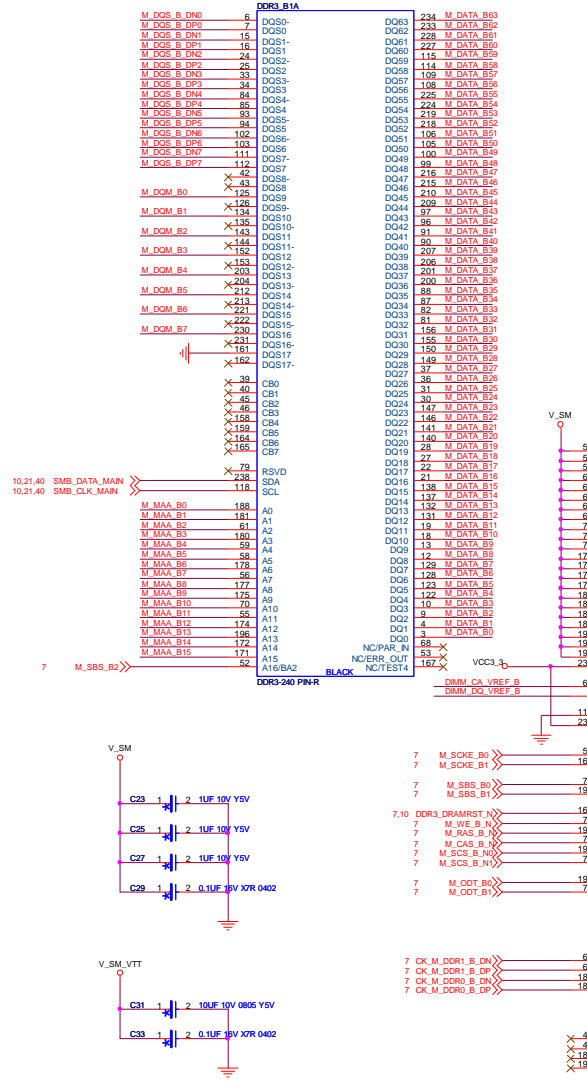 DDR3_B1A
M_DQS_B_DN0 6 DQS0-
M_DQS_B_DP0 7 DQS0
M_DQS_B_DN1 15 DQS1-
M_DQS_B_DP1 16 DQS1
M_DQS_B_DN2 24 DQS2-
M_DQS_B_DP2 25 DQS2
M_DQS_B_DN3 33 DQS3-
M_DQS_B_DP3 34 DQS3
M_DQS_B_DN4 84 DQS4-
M_DQS_B_DP4 85 DQS4
M_DQS_B_DN5 93 DQS5-
M_DQS_B_DP5 94 DQS5
M_DQS_B_DN6 102 DQS6-
M_DQS_B_DP6 103 DQS6
M_DQS_B_DN7 111 DQS7-
M_DQS_B_DP7 112 DQS7
42 DQS8-
43 DQS8
M_DQM_B0 125 DQS9
126 DQS9-
M_DQM_B1 134 DQS10
135 DQS10-
M_DQM_B2 143 DQS11
144 DQS11-
M_DQM_B3 152 DQS12
153 DQS12-
M_DQM_B4 203 DQS13
204 DQS13-
M_DQM_B5 212 DQS14
213 DQS14-
M_DQM_B6 221 DQS15
222 DQS15-
M_DQM_B7 230 DQS16
231 DQS16-
161 DQS17
162 DQS17-
39 CB0
40 CB1
45 CB2
46 CB3
158 CB4
159 CB5
164 CB6
165 CB7
79 RSVD
10,21,40 SMB_DATA_MAIN 238 SDA
10,21,40 SMB_CLK_MAIN 118 SCL
M_MAA_B0 188 A0
M_MAA_B1 181 A1
M_MAA_B2 61 A2
M_MAA_B3 180 A3
M_MAA_B4 59 A4
M_MAA_B5 58 A5
M_MAA_B6 178 A6
M_MAA_B7 56 A7
M_MAA_B8 177 A8
M_MAA_B9 175 A9
M_MAA_B10 70 A10
M_MAA_B11 55 A11
M_MAA_B12 174 A12
M_MAA_B13 196 A13
M_MAA_B14 172 A14
M_MAA_B15 171 A15
7 M_SBS_B2 52 A16/BA2
DQ63 234 M_DATA_B63
DQ62 233 M_DATA_B62
DQ61 228 M_DATA_B61
DQ60 227 M_DATA_B60
DQ59 115 M_DATA_B59
DQ58 114 M_DATA_B58
DQ57 109 M_DATA_B57
DQ56 108 M_DATA_B56
DQ55 225 M_DATA_B55
DQ54 224 M_DATA_B54
DQ53 219 M_DATA_B53
DQ52 218 M_DATA_B52
DQ51 106 M_DATA_B51
DQ50 105 M_DATA_B50
DQ49 100 M_DATA_B49
DQ48 99 M_DATA_B48
DQ47 216 M_DATA_B47
DQ46 215 M_DATA_B46
DQ45 210 M_DATA_B45
DQ44 209 M_DATA_B44
DQ43 97 M_DATA_B43
DQ42 96 M_DATA_B42
DQ41 91 M_DATA_B41
DQ40 90 M_DATA_B40
DQ39 207 M_DATA_B39
DQ38 206 M_DATA_B38
DQ37 201 M_DATA_B37
DQ36 200 M_DATA_B36
DQ35 88 M_DATA_B35
DQ34 87 M_DATA_B34
DQ33 82 M_DATA_B33
DQ32 81 M_DATA_B32
DQ31 156 M_DATA_B31
DQ30 155 M_DATA_B30
DQ29 150 M_DATA_B29
DQ28 149 M_DATA_B28
DQ27 37 M_DATA_B27
DQ26 36 M_DATA_B26
DQ25 31 M_DATA_B25
DQ24 30 M_DATA_B24
DQ23 147 M_DATA_B23
DQ22 146 M_DATA_B22
DQ21 141 M_DATA_B21
DQ20 140 M_DATA_B20
DQ19 28 M_DATA_B19
DQ18 27 M_DATA_B18
DQ17 22 M_DATA_B17
DQ16 21 M_DATA_B16
DQ15 138 M_DATA_B15
DQ14 137 M_DATA_B14
DQ13 132 M_DATA_B13
DQ12 131 M_DATA_B12
DQ11 19 M_DATA_B11
DQ10 18 M_DATA_B10
DQ9 13 M_DATA_B9
DQ8 12 M_DATA_B8
DQ7 129 M_DATA_B7
DQ6 128 M_DATA_B6
DQ5 123 M_DATA_B5
DQ4 122 M_DATA_B4
DQ3 10 M_DATA_B3
DQ2 9 M_DATA_B2
DQ1 4 M_DATA_B1
DQ0 3 M_DATA_B0
NC/PAR_IN 68
NC/ERR_OUT 53
NC/TEST4 167
BLACK
DDR3-240 PIN-R
V_SM
VCC3_3
DIMM_CA_VREF_B
DIMM_DQ_VREF_B
7 M_SCKE_B0
7 M_SCKE_B1
7 M_SBS_B0
7 M_SBS_B1
7,10 DDR3_DRAMRST_N
7 M_WE_B_N
7 M_RAS_B_N
7 M_CAS_B_N
7 M_SCS_B_N0
7 M_SCS_B_N1
7 M_ODT_B0
7 M_ODT_B1
7 CK_M_DDR1_B_DN
7 CK_M_DDR1_B_DP
7 CK_M_DDR0_B_DN
7 CK_M_DDR0_B_DP
V_SM
C23 1 2 1UF 10V Y5V
C25 1 2 1UF 10V Y5V
C27 1 2 1UF 10V Y5V
C29 1 2 0.1UF 16V X7R 0402
V_SM_VTT
C31 1 2 10UF 10V 0805 Y5V
C33 1 2 0.1UF 16V X7R 0402